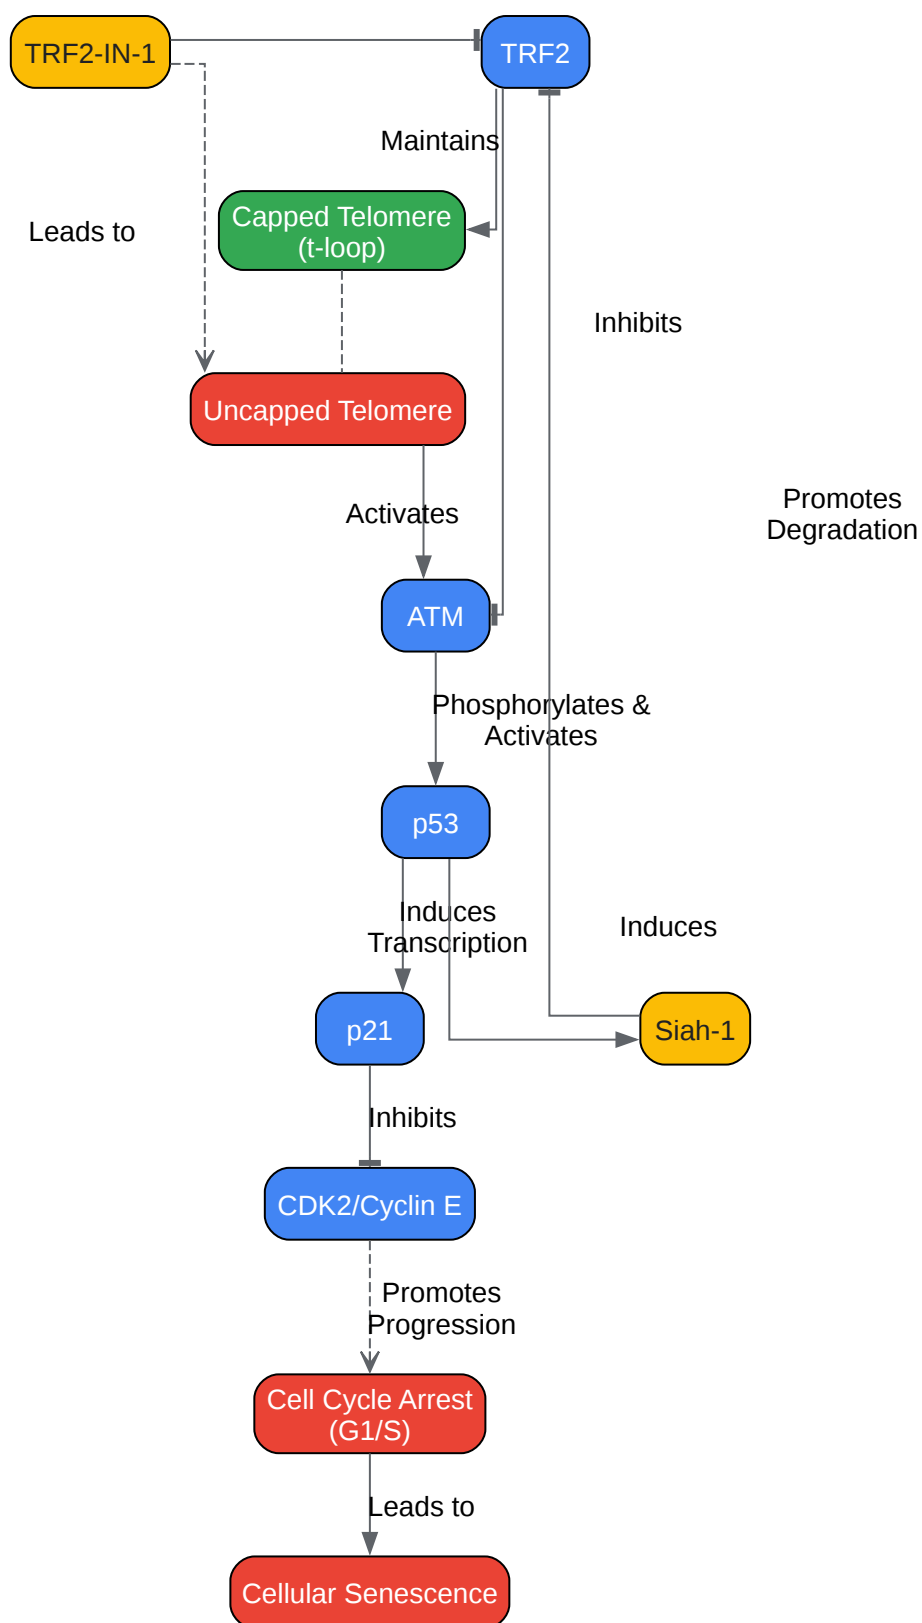 TRF2-IN-1
TRF2
Maintains
Capped Telomere
(t-loop)
Leads to
Inhibits
Uncapped Telomere
Promotes
Degradation
Activates
ATM
Phosphorylates &
Activates
p53
Induces
Transcription
Induces
p21
Siah-1
Inhibits
CDK2/Cyclin E
Promotes
Progression
Cell Cycle Arrest
(G1/S)
Leads to
Cellular Senescence